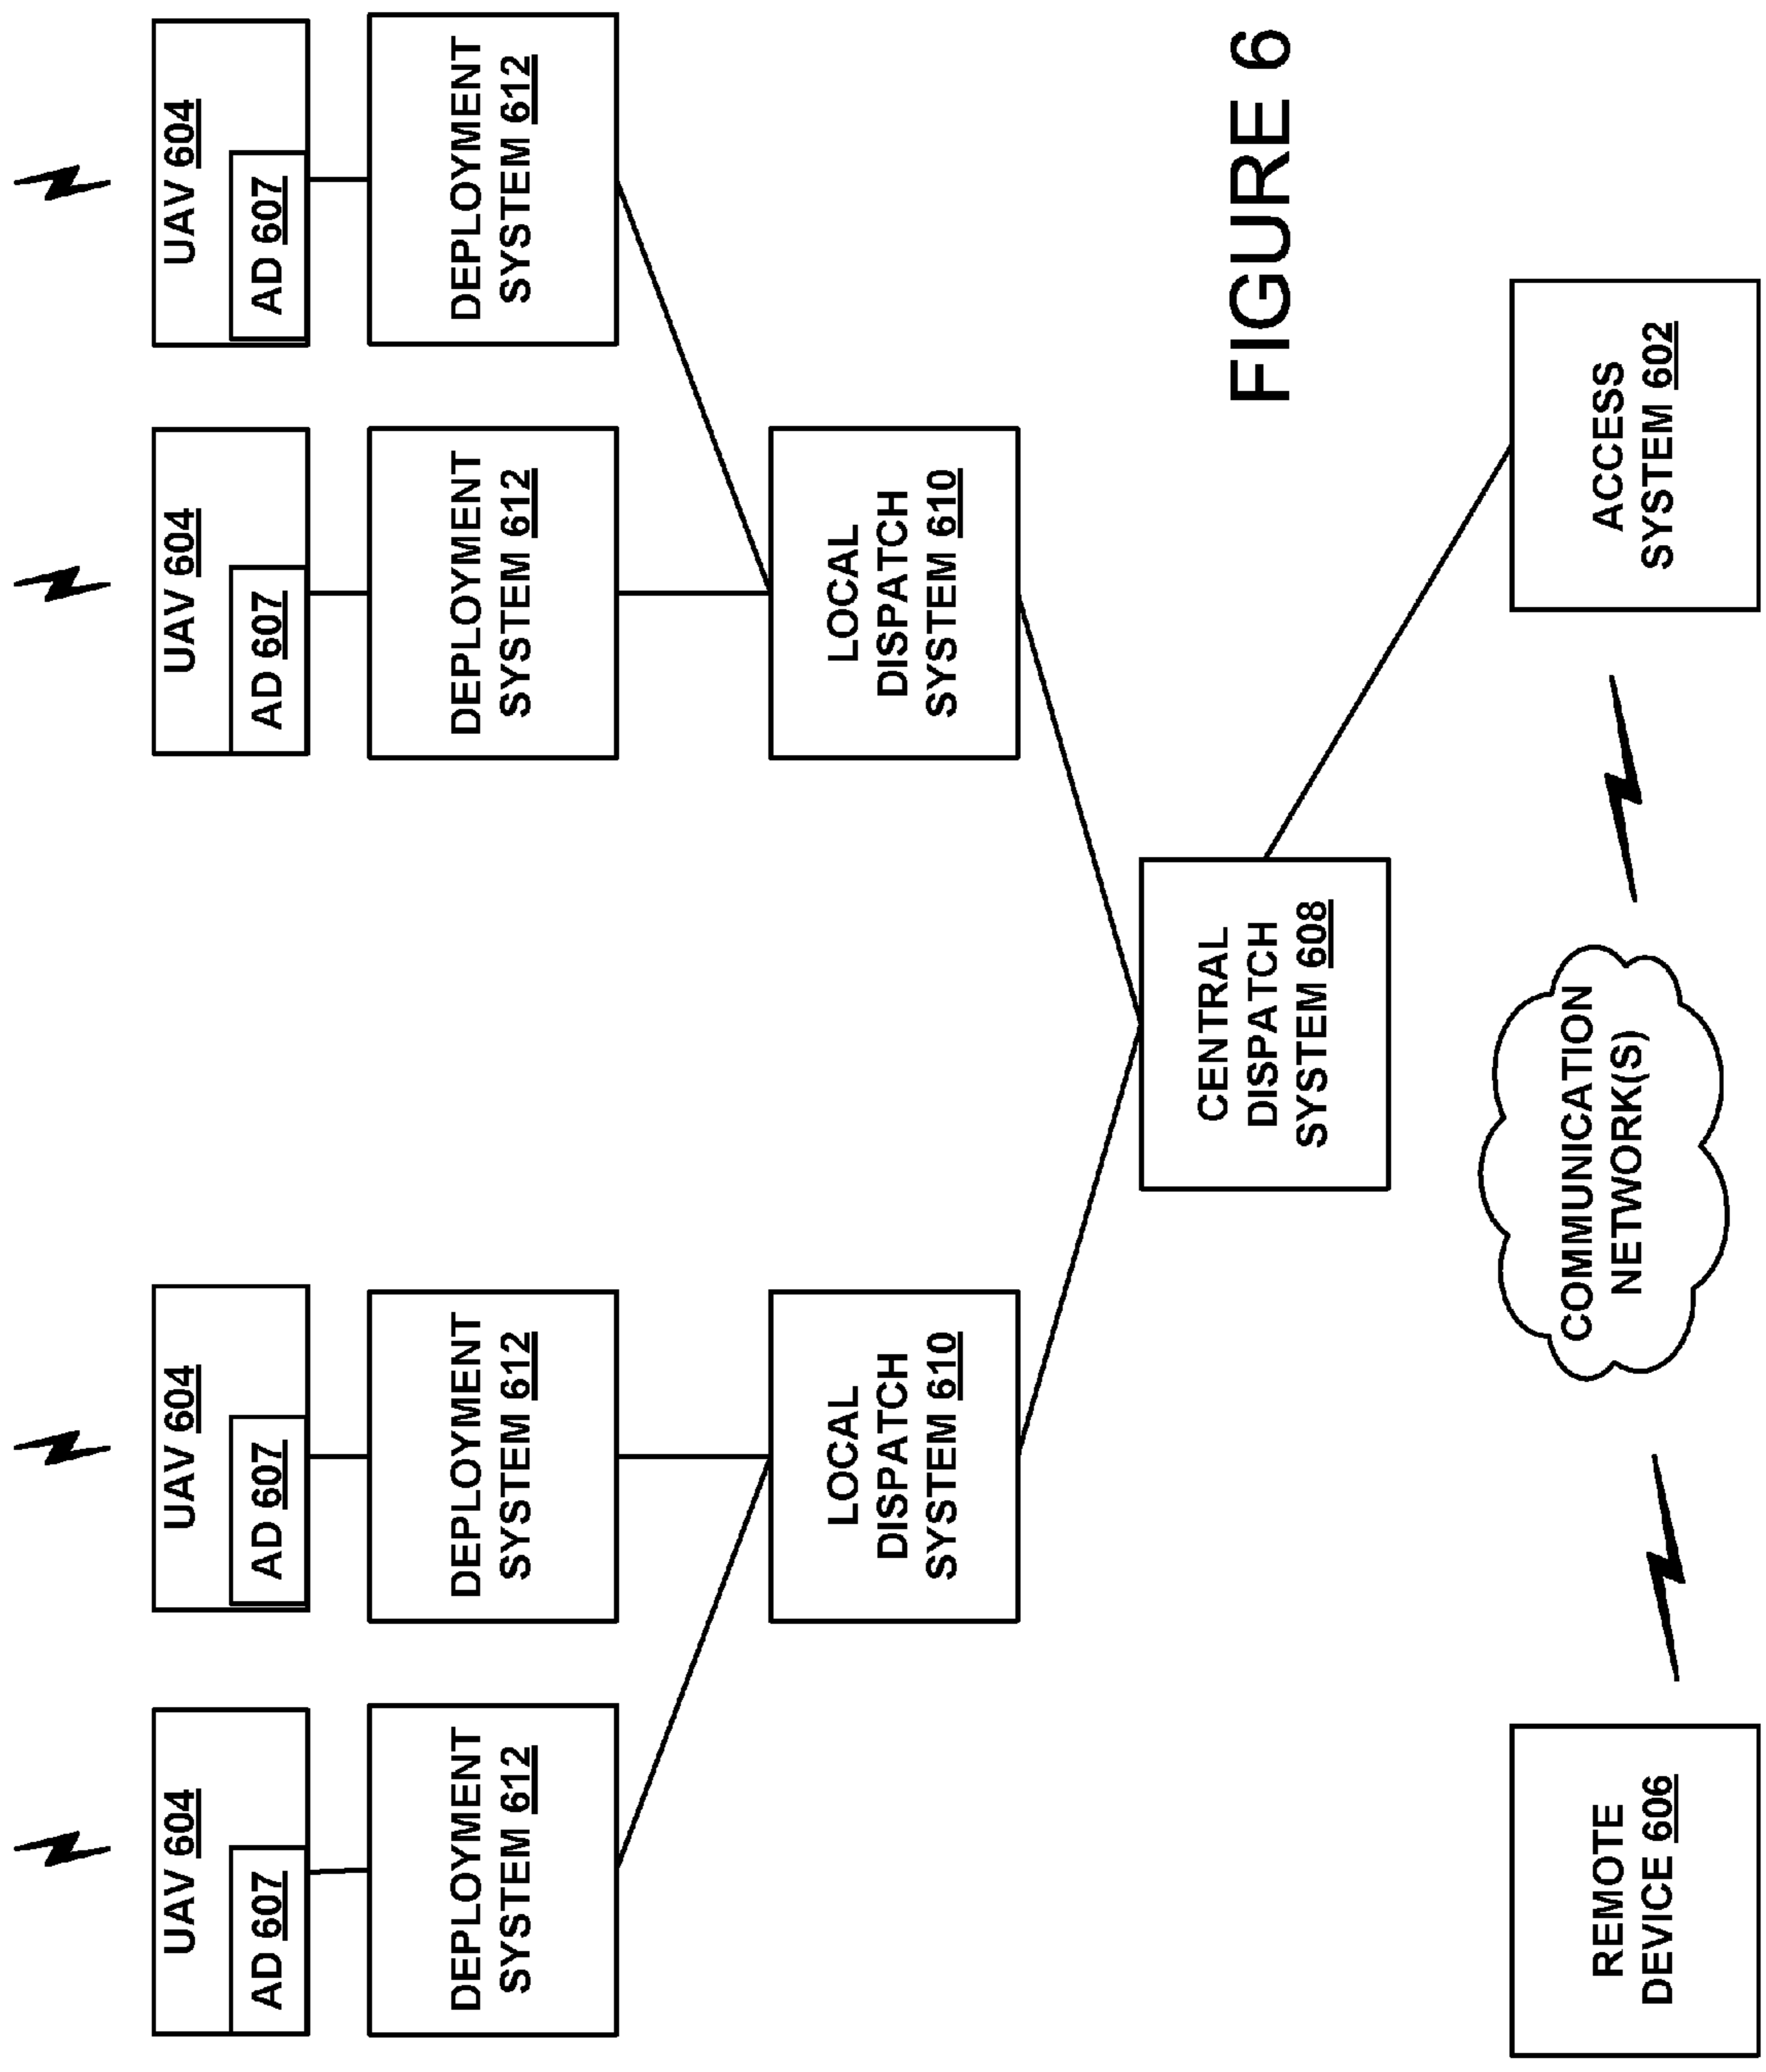 UAV 604
AD 607
UAV 604
AD 607
UAV 604
AD 607
UAV 604
AD 607
DEPLOYMENT
SYSTEM 612
DEPLOYMENT
SYSTEM 612
DEPLOYMENT
SYSTEM 612
DEPLOYMENT
SYSTEM 612
LOCAL
DISPATCH
SYSTEM 610
LOCAL
DISPATCH
SYSTEM 610
CENTRAL
DISPATCH
SYSTEM 608
FIGURE 6
REMOTE
DEVICE 606
COMMUNICATION
NETWORK(S)
ACCESS
SYSTEM 602